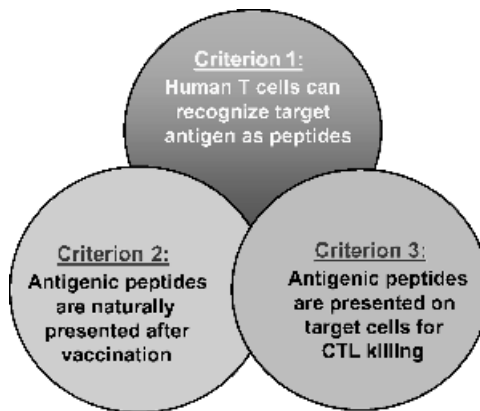 Criterion 1:
Human T cells can
recognize target
antigen as peptides
Criterion 2:
Antigenic peptides
are naturally
presented after
vaccination
Criterion 3:
Antigenic peptides
are presented on
target cells for
CTL killing